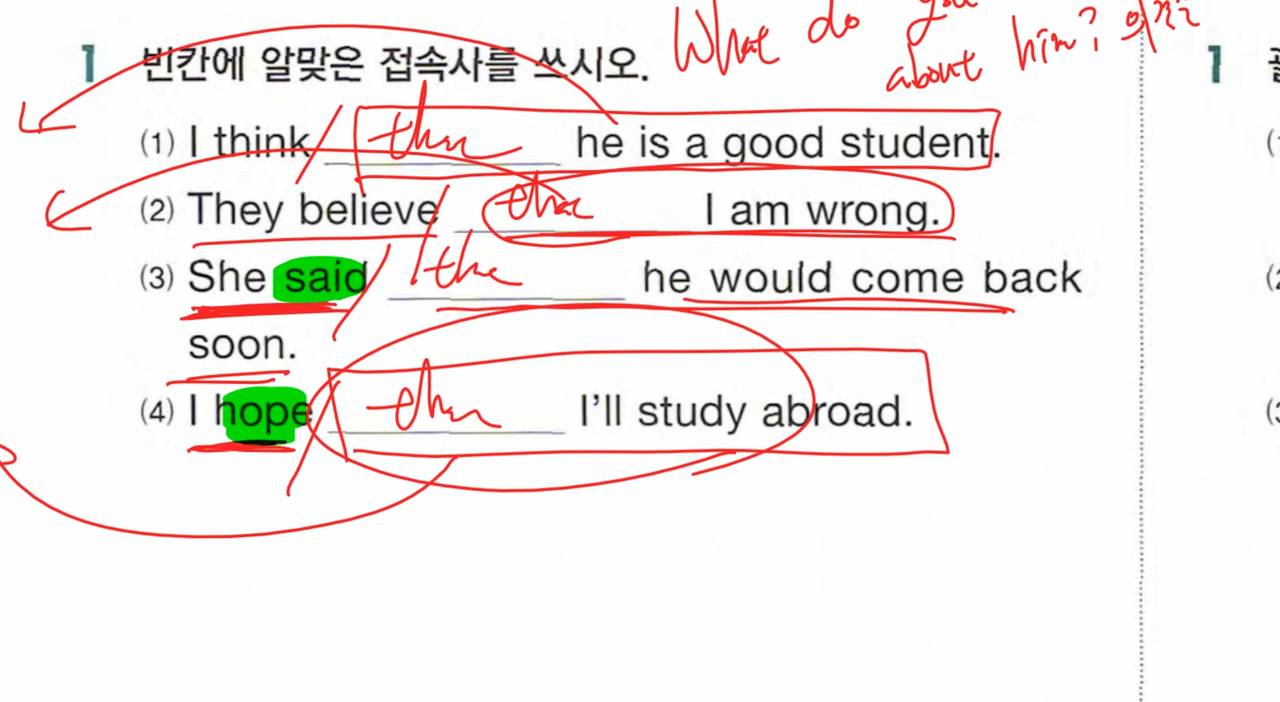 What do you
about him? 의견
1 빈칸에 알맞은 접속사를 쓰시오.
(1) I think that he is a good student.
(2) They believe that I am wrong.
(3) She said that he would come back
soon.
(4) I hope that I'll study abroad.
1